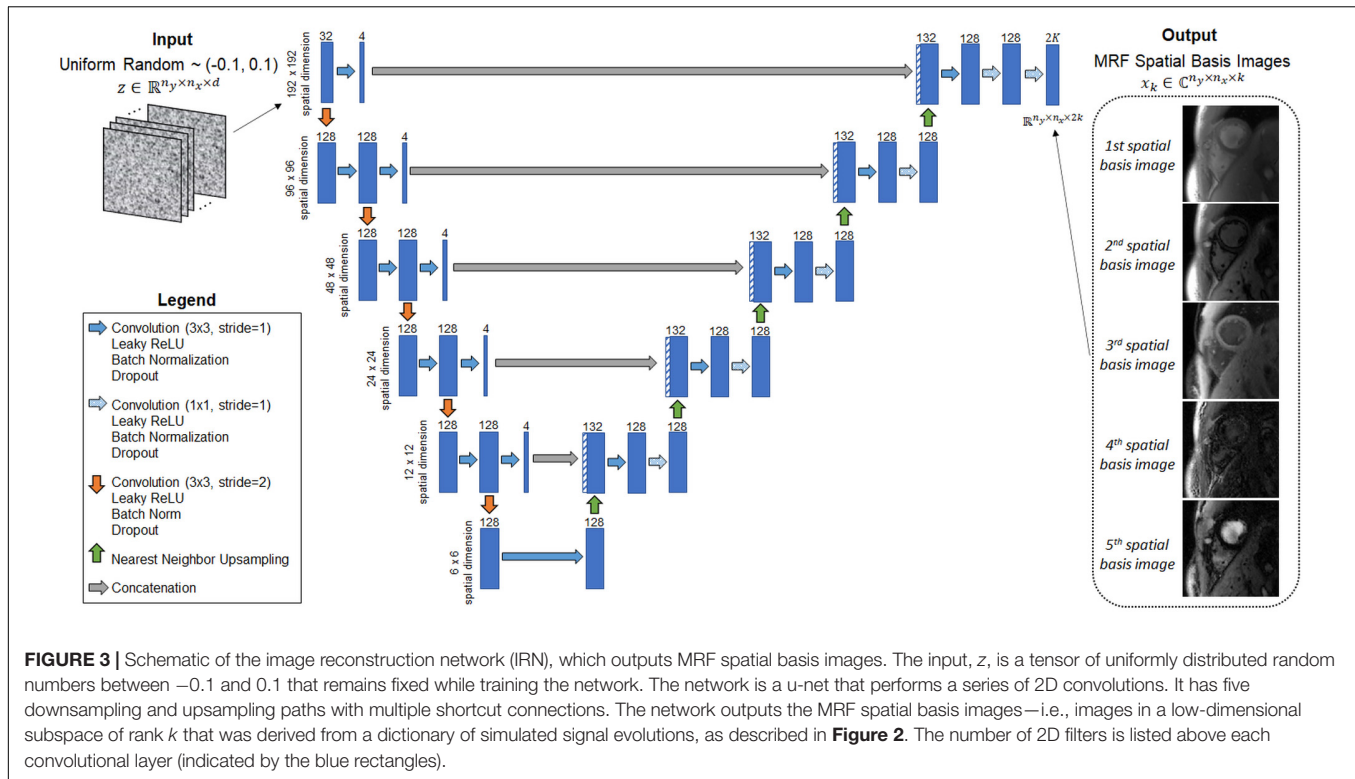 Input
Uniform Random ~ (-0.1, 0.1)
z ∈ ℝ^{n_y×n_x×d}
192 x 192
spatial dimension
32
4
132
128
128
2K
Output
MRF Spatial Basis Images
x_k ∈ ℂ^{n_y×n_x×k}
ℝ^{n_y×n_x×2k}
96 x 96
spatial dimension
128
128
4
132
128
128
48 x 48
spatial dimension
128
128
4
132
128
128
24 x 24
spatial dimension
128
128
4
132
128
128
12 x 12
spatial dimension
128
128
4
132
128
128
6 x 6
spatial dimension
128
128
1st spatial
basis image
2nd spatial
basis image
3rd spatial
basis image
4th spatial
basis image
5th spatial
basis image
Legend
Convolution (3x3, stride=1)
Leaky ReLU
Batch Normalization
Dropout
Convolution (1x1, stride=1)
Leaky ReLU
Batch Normalization
Dropout
Convolution (3x3, stride=2)
Leaky ReLU
Batch Norm
Dropout
Nearest Neighbor Upsampling
Concatenation
FIGURE 3 | Schematic of the image reconstruction network (IRN), which outputs MRF spatial basis images. The input, z, is a tensor of uniformly distributed random
numbers between −0.1 and 0.1 that remains fixed while training the network. The network is a u-net that performs a series of 2D convolutions. It has five
downsampling and upsampling paths with multiple shortcut connections. The network outputs the MRF spatial basis images—i.e., images in a low-dimensional
subspace of rank k that was derived from a dictionary of simulated signal evolutions, as described in Figure 2. The number of 2D filters is listed above each
convolutional layer (indicated by the blue rectangles).